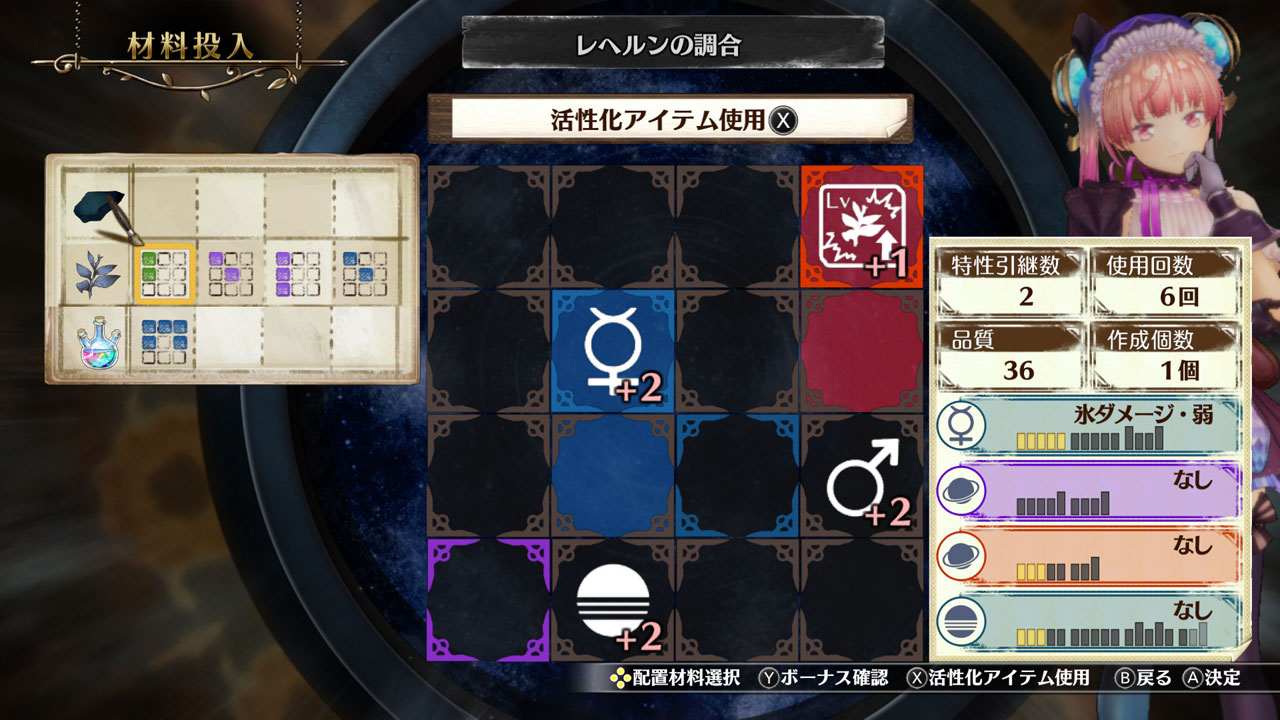 材料投入
レヘルンの調合
活性化アイテム使用 X
Lv
+1
+2
+2
+2
特性引継数 使用回数
2 6回
品質 作成個数
36 1個
氷ダメージ・弱
なし
なし
なし
配置材料選択 Yボーナス確認 X活性化アイテム使用 B戻る A決定